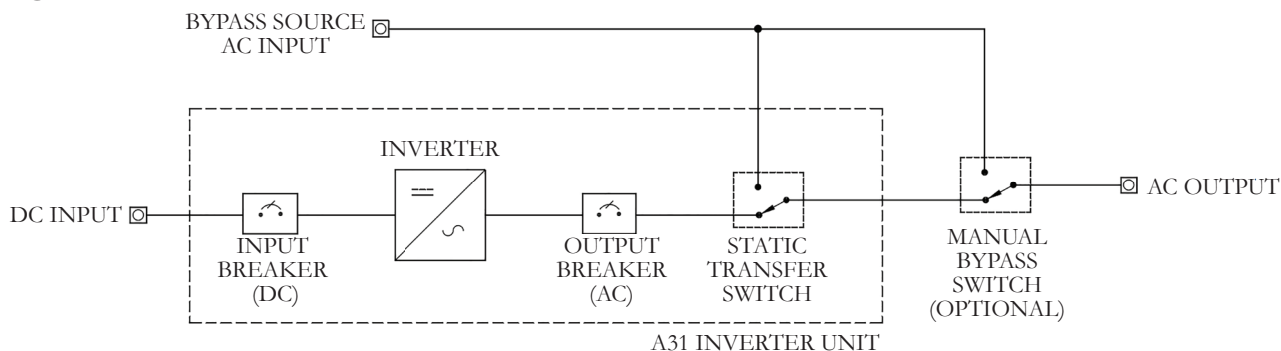 BYPASS SOURCE
AC INPUT
INVERTER
DC INPUT
AC OUTPUT
INPUT
BREAKER
(DC)
OUTPUT
BREAKER
(AC)
STATIC
TRANSFER
SWITCH
MANUAL
BYPASS
SWITCH
(OPTIONAL)
A31 INVERTER UNIT